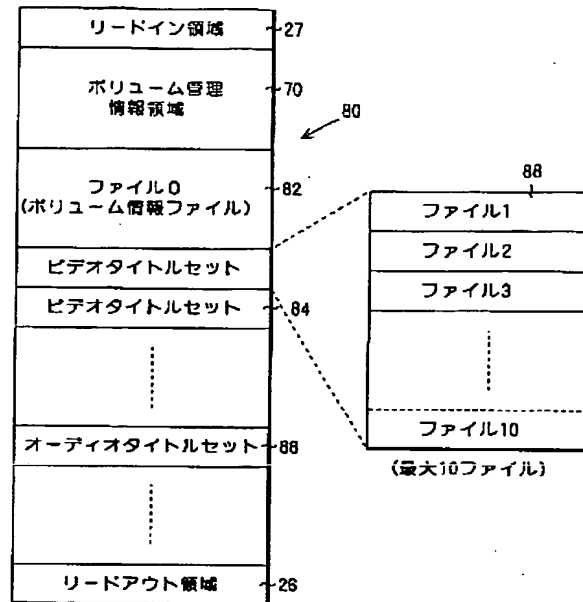 リードイン領域
27
ボリューム管理
情報領域
70
80
ファイル0
(ボリューム情報ファイル)
82
ビデオタイトルセット
ビデオタイトルセット
84
オーディオタイトルセット
86
リードアウト領域
26
88
ファイル1
ファイル2
ファイル3
ファイル10
(最大10ファイル)